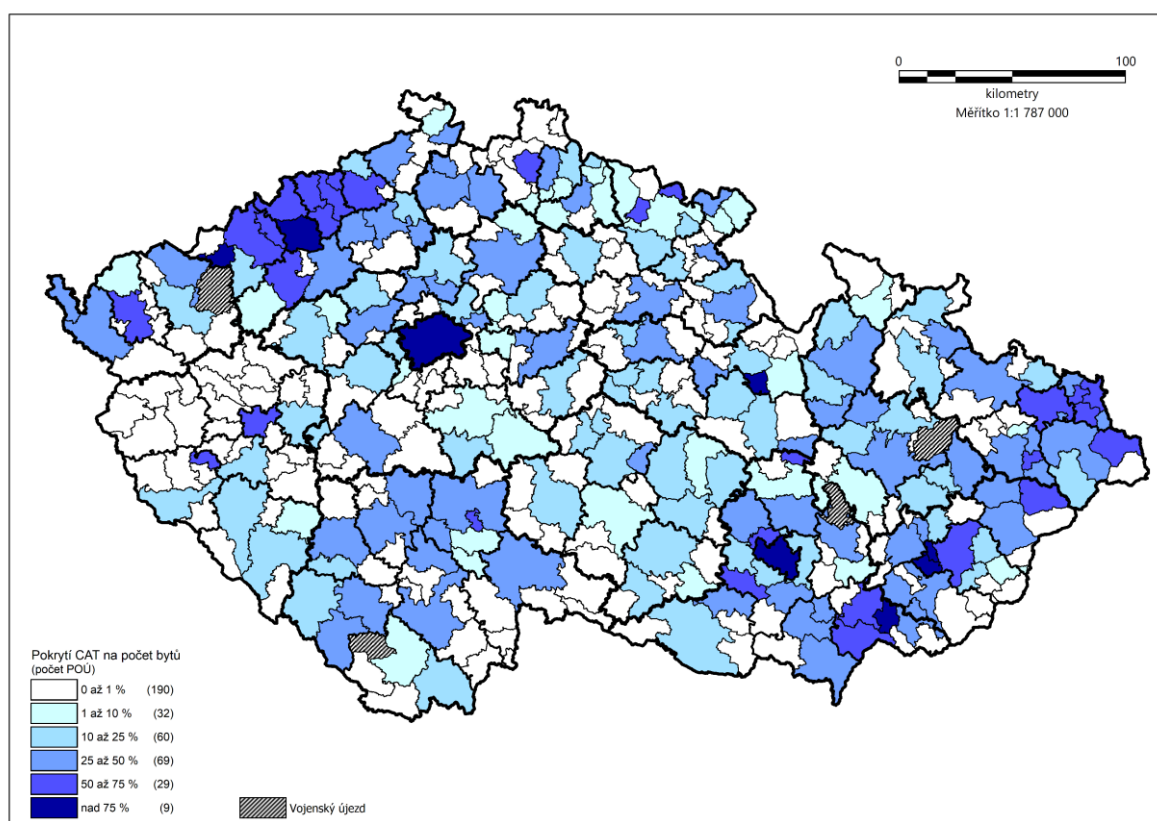 0 100
kilometry
Měřítko 1:1 787 000
Pokrytí CAT na počet bytů
(počet POÚ)
0 až 1 % (190)
1 až 10 % (32)
10 až 25 % (60)
25 až 50 % (69)
50 až 75 % (29)
nad 75 % (9)
Vojenský újezd